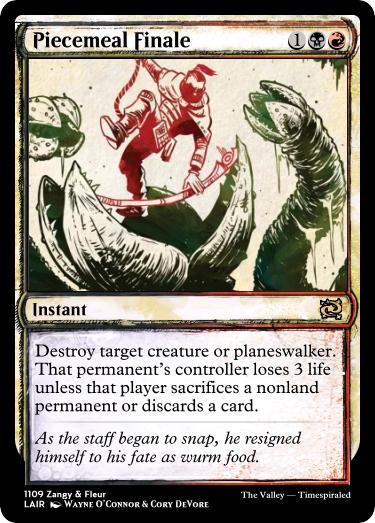 Piecemeal Finale 1
Instant
Destroy target creature or planeswalker.
That permanent's controller loses 3 life
unless that player sacrifices a nonland
permanent or discards a card.
As the staff began to snap, he resigned
himself to his fate as wurm food.
1109 Zangy & Fleur The Valley — Timespiraled
LAIR Wayne O'Connor & Cory DeVore